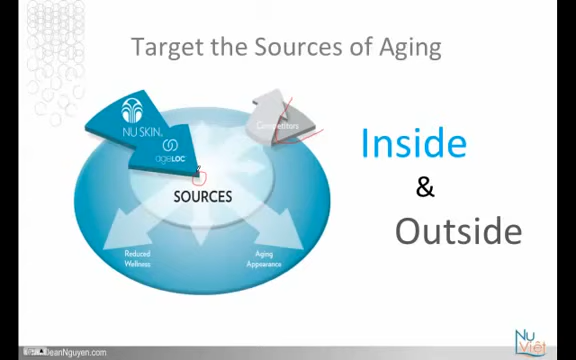 Target the Sources of Aging
NU SKIN
ageLOC
Competitors
SOURCES
Reduced
Wellness
Aging
Appearance
Inside
&
Outside
DeanNguyen.com
Nu
Việt